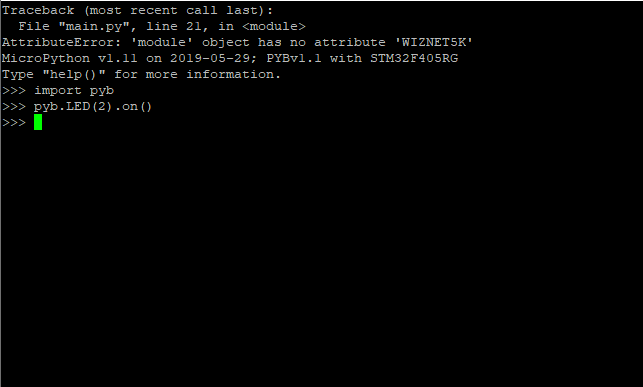 Traceback (most recent call last):
  File "main.py", line 21, in <module>
AttributeError: 'module' object has no attribute 'WIZNET5K'
MicroPython v1.11 on 2019-05-29; PYBv1.1 with STM32F405RG
Type "help()" for more information.
>>> import pyb
>>> pyb.LED(2).on()
>>>